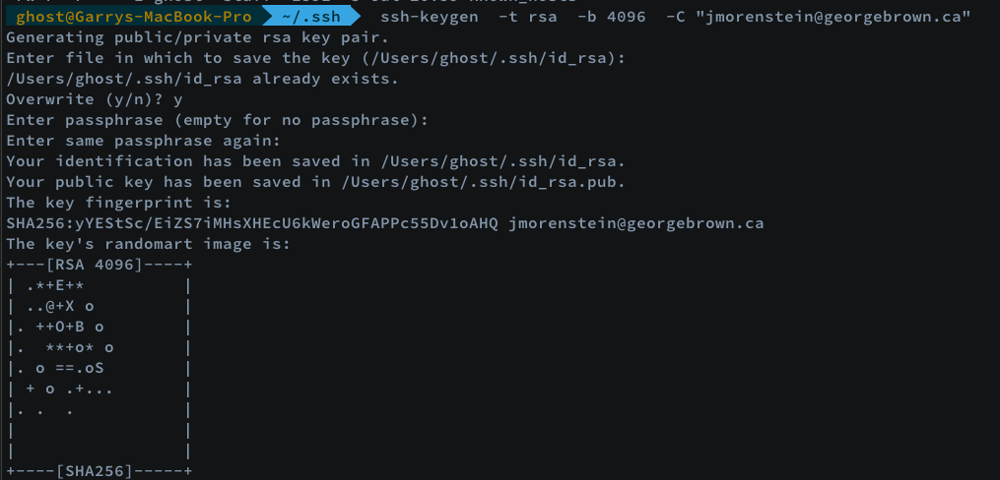 ghost@Garrys-MacBook-Pro ~/.ssh ssh-keygen -t rsa -b 4096 -C "jmorenstein@georgebrown.ca"
Generating public/private rsa key pair.
Enter file in which to save the key (/Users/ghost/.ssh/id_rsa):
/Users/ghost/.ssh/id_rsa already exists.
Overwrite (y/n)? y
Enter passphrase (empty for no passphrase):
Enter same passphrase again:
Your identification has been saved in /Users/ghost/.ssh/id_rsa.
Your public key has been saved in /Users/ghost/.ssh/id_rsa.pub.
The key fingerprint is:
SHA256:yYEStSc/EiZS7iMHsXHEcU6kWeroGFAPPc55Dv1oAHQ jmorenstein@georgebrown.ca
The key's randomart image is:
+---[RSA 4096]----+
| .*+E+*          |
| ..@+X o         |
|. ++O+B o        |
|.  **+o* o       |
|. o ==.oS        |
| + o .+...       |
|. .  .           |
|                 |
|                 |
+----[SHA256]-----+